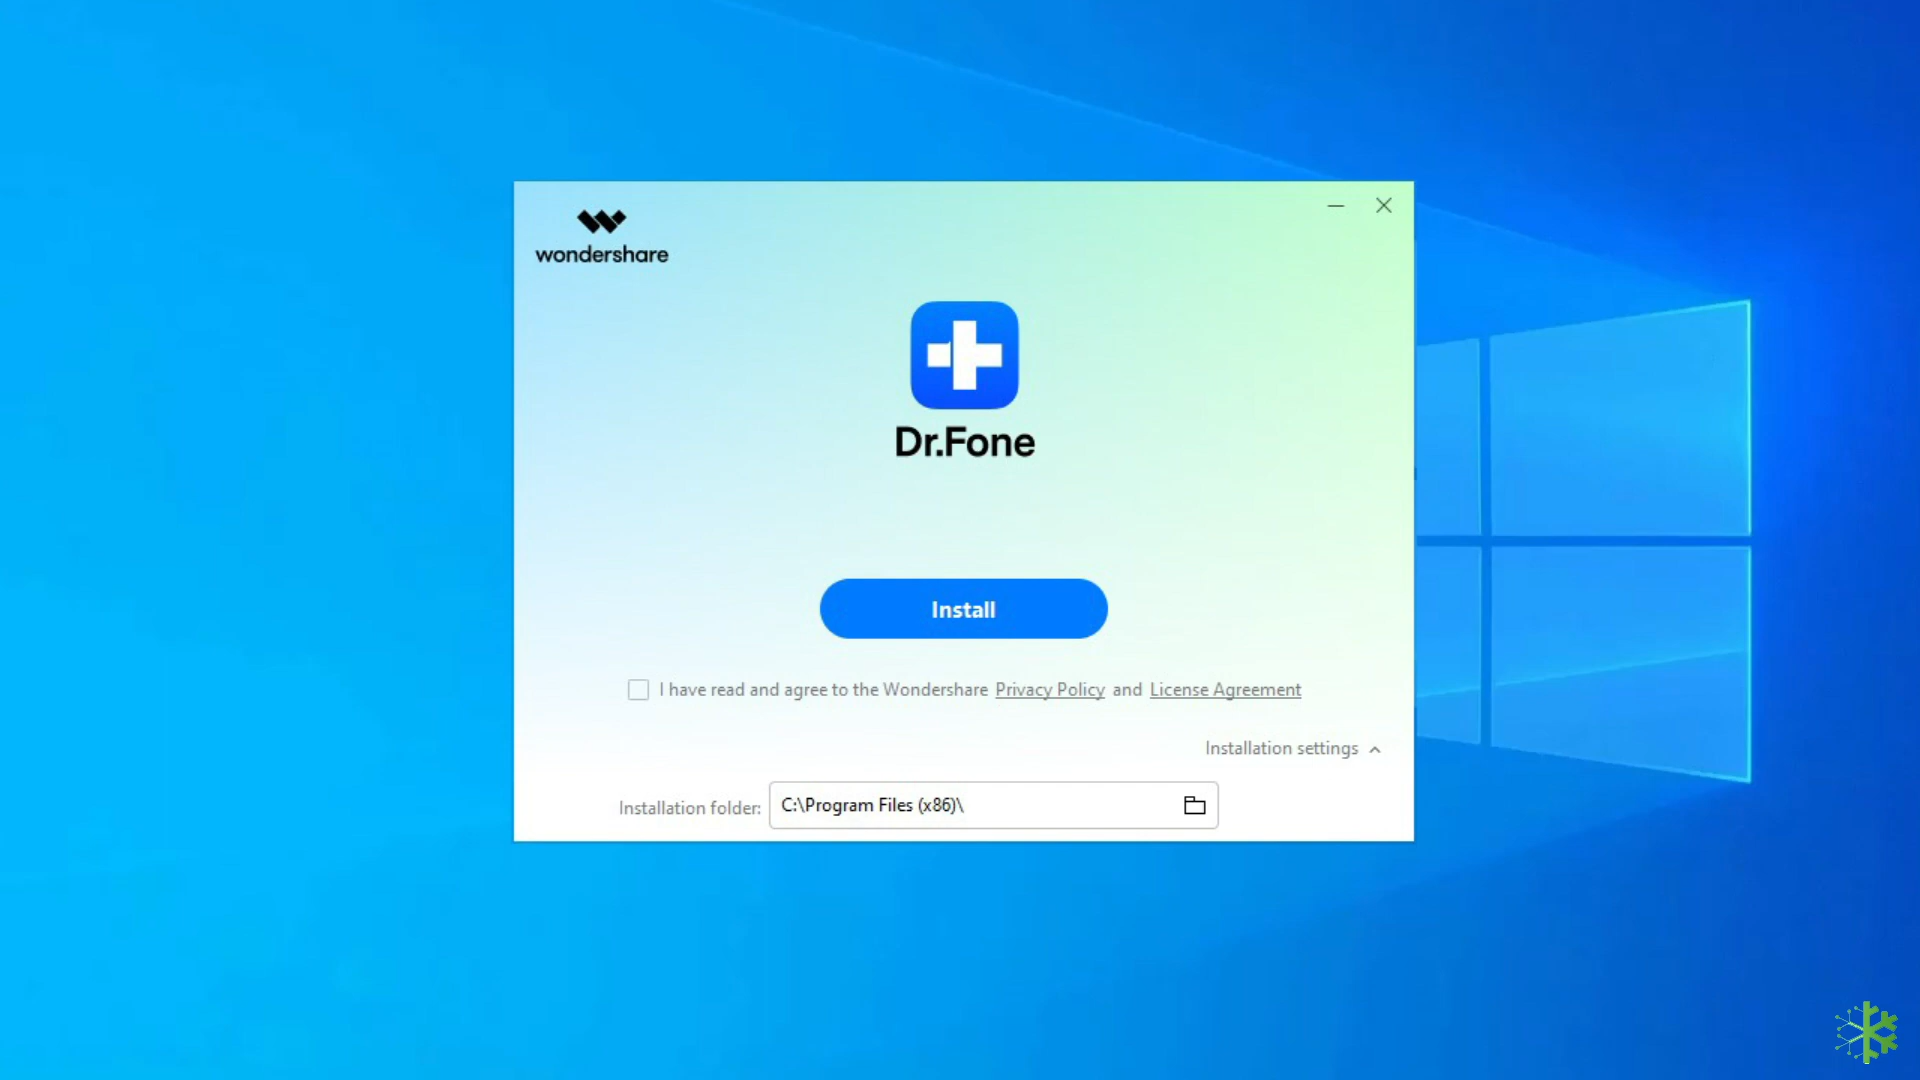 wondershare
Dr.Fone
Install
I have read and agree to the Wondershare Privacy Policy and License Agreement
Installation settings
Installation folder: C:\Program Files (x86)\